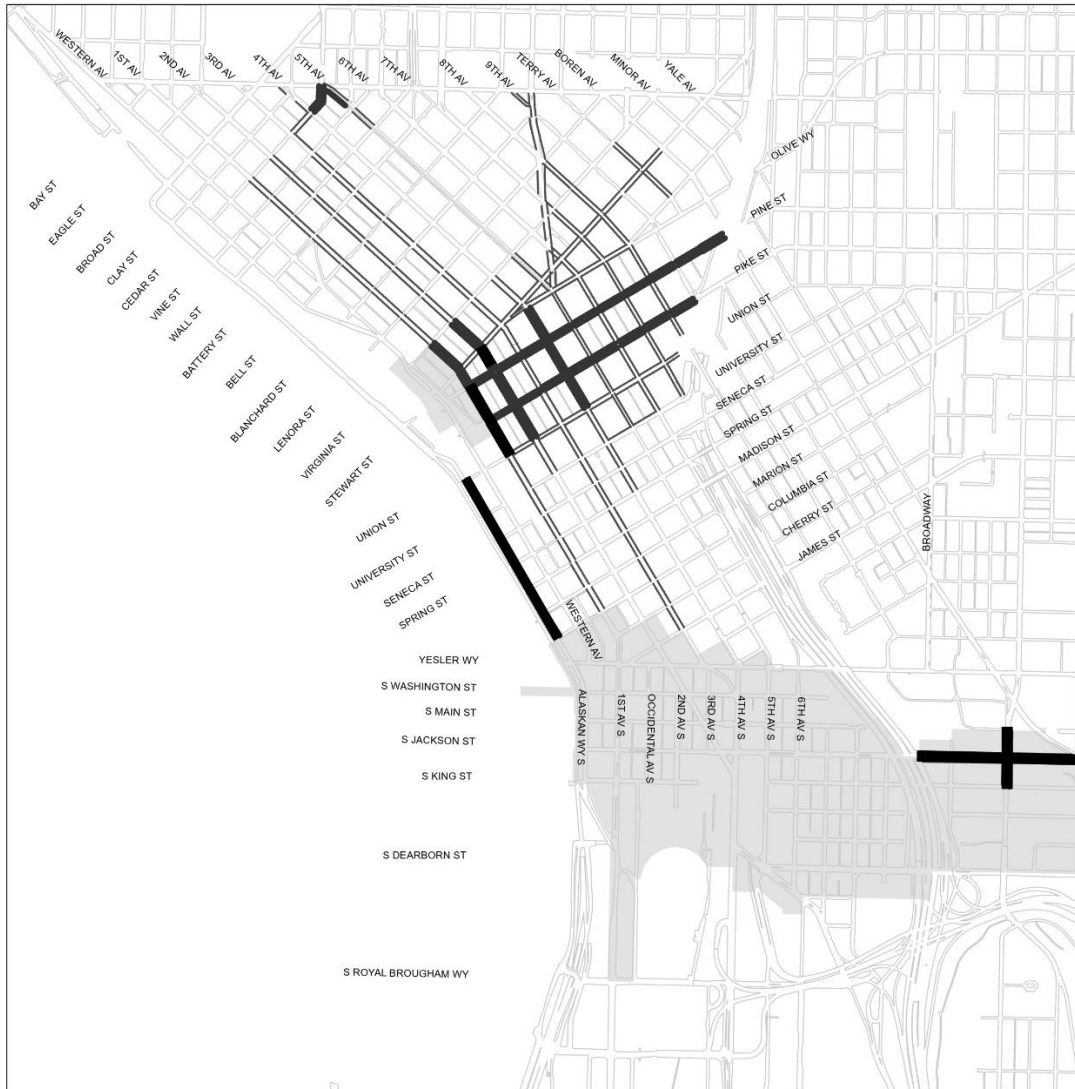 WESTERN AV
1ST AV
2ND AV
3RD AV
4TH AV
5TH AV
6TH AV
7TH AV
8TH AV
9TH AV
TERRY AV
BOREN AV
MINOR AV
YALE AV
OLIVE WY
PINE ST
PIKE ST
UNION ST
UNIVERSITY ST
SENECA ST
SPRING ST
MADISON ST
MARION ST
COLUMBIA ST
CHERRY ST
JAMES ST
BROADWAY
BAY ST
EAGLE ST
BROAD ST
CLAY ST
CEDAR ST
VINE ST
WALL ST
BATTERY ST
BELL ST
BLANCHARD ST
LENORA ST
VIRGINIA ST
STEWART ST
UNION ST
UNIVERSITY ST
SENECA ST
SPRING ST
WESTERN AV
YESLER WY
S WASHINGTON ST
S MAIN ST
S JACKSON ST
S KING ST
S DEARBORN ST
S ROYAL BROUGHAM WY
ALASKAN WY S
1ST AV S
OCCIDENTAL AV S
2ND AV S
3RD AV S
4TH AV S
5TH AV S
6TH AV S